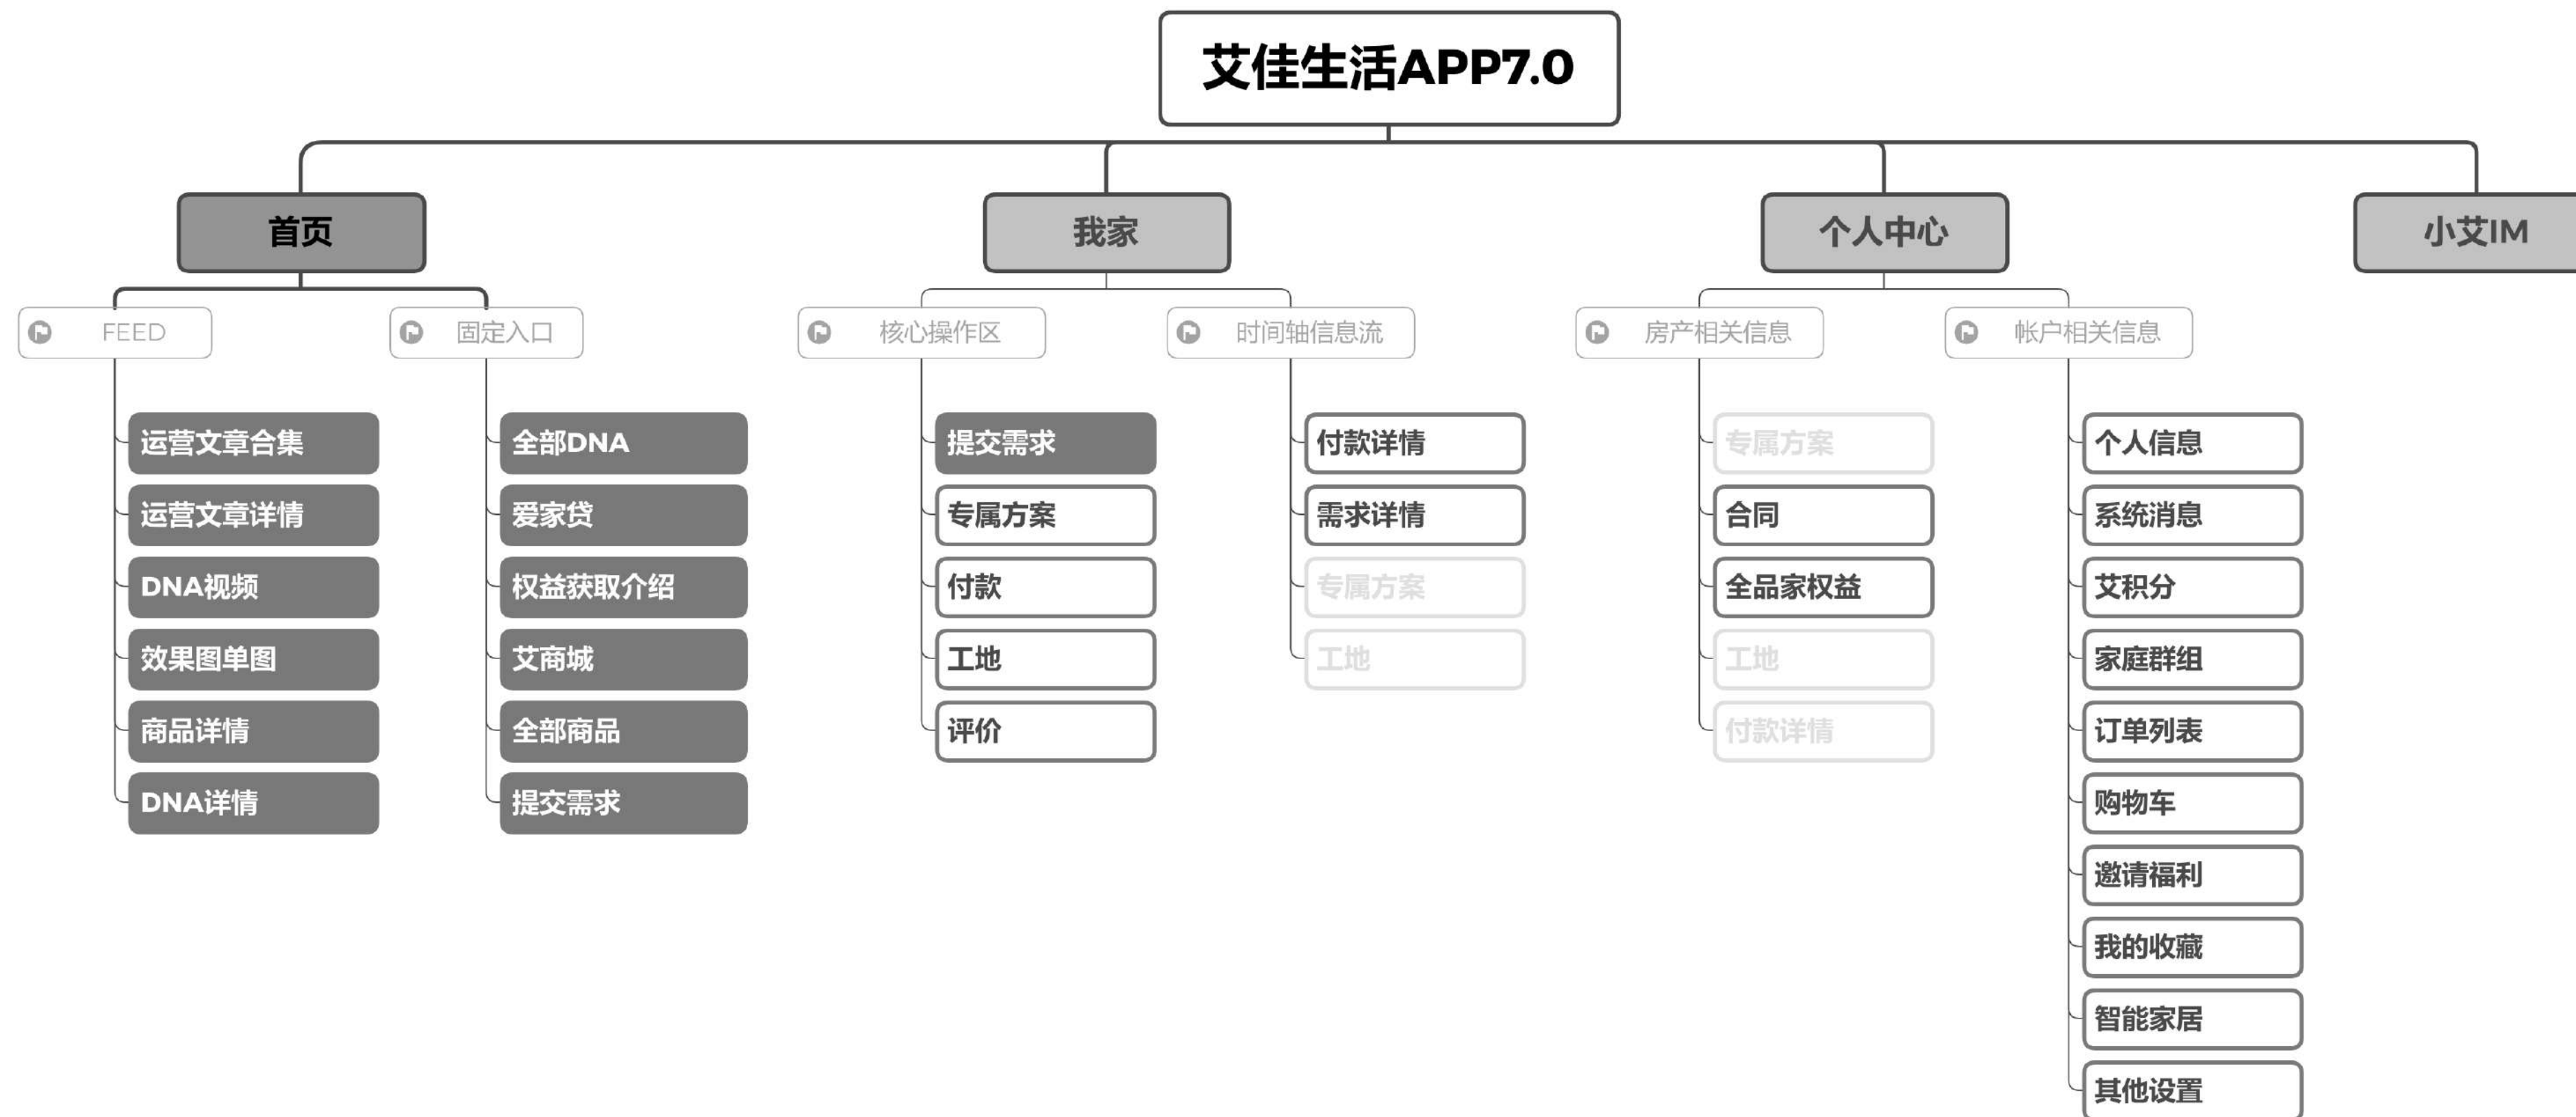 艾佳生活APP7.0
首页
我家
个人中心
小艾IM
FEED
固定入口
核心操作区
时间轴信息流
房产相关信息
帐户相关信息
运营文章合集
运营文章详情
DNA视频
效果图单图
商品详情
DNA详情
全部DNA
爱家贷
权益获取介绍
艾商城
全部商品
提交需求
提交需求
专属方案
付款
工地
评价
付款详情
需求详情
专属方案
工地
专属方案
合同
全品家权益
工地
付款详情
个人信息
系统消息
艾积分
家庭群组
订单列表
购物车
邀请福利
我的收藏
智能家居
其他设置